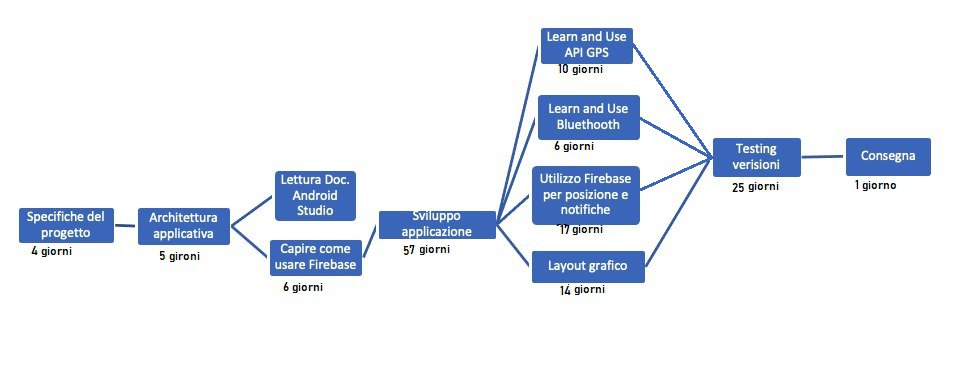 Specifiche del
progetto
4 giorni
Architettura
applicativa
5 gironi
Lettura Doc.
Android
Studio
Capire come
usare Firebase
6 giorni
Sviluppo
applicazione
57 giorni
Learn and Use
API GPS
10 giorni
Learn and Use
Bluethooth
6 giorni
Utilizzo Firebase
per posizione e
notifiche
17 giorni
Layout grafico
14 giorni
Testing
verisioni
25 giorni
Consegna
1 giorno